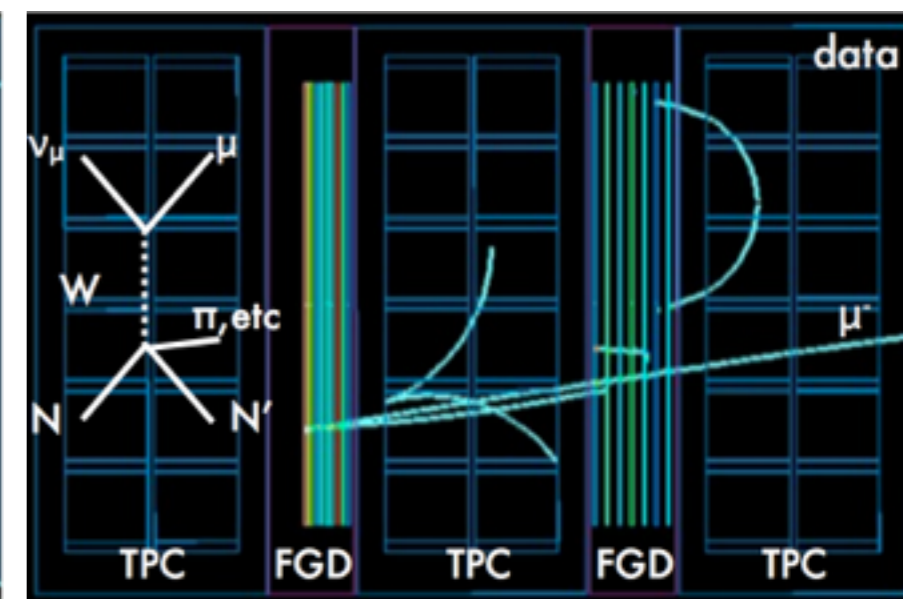 data
νμ μ
W
π, etc
μ-
N N'
TPC FGD TPC FGD TPC